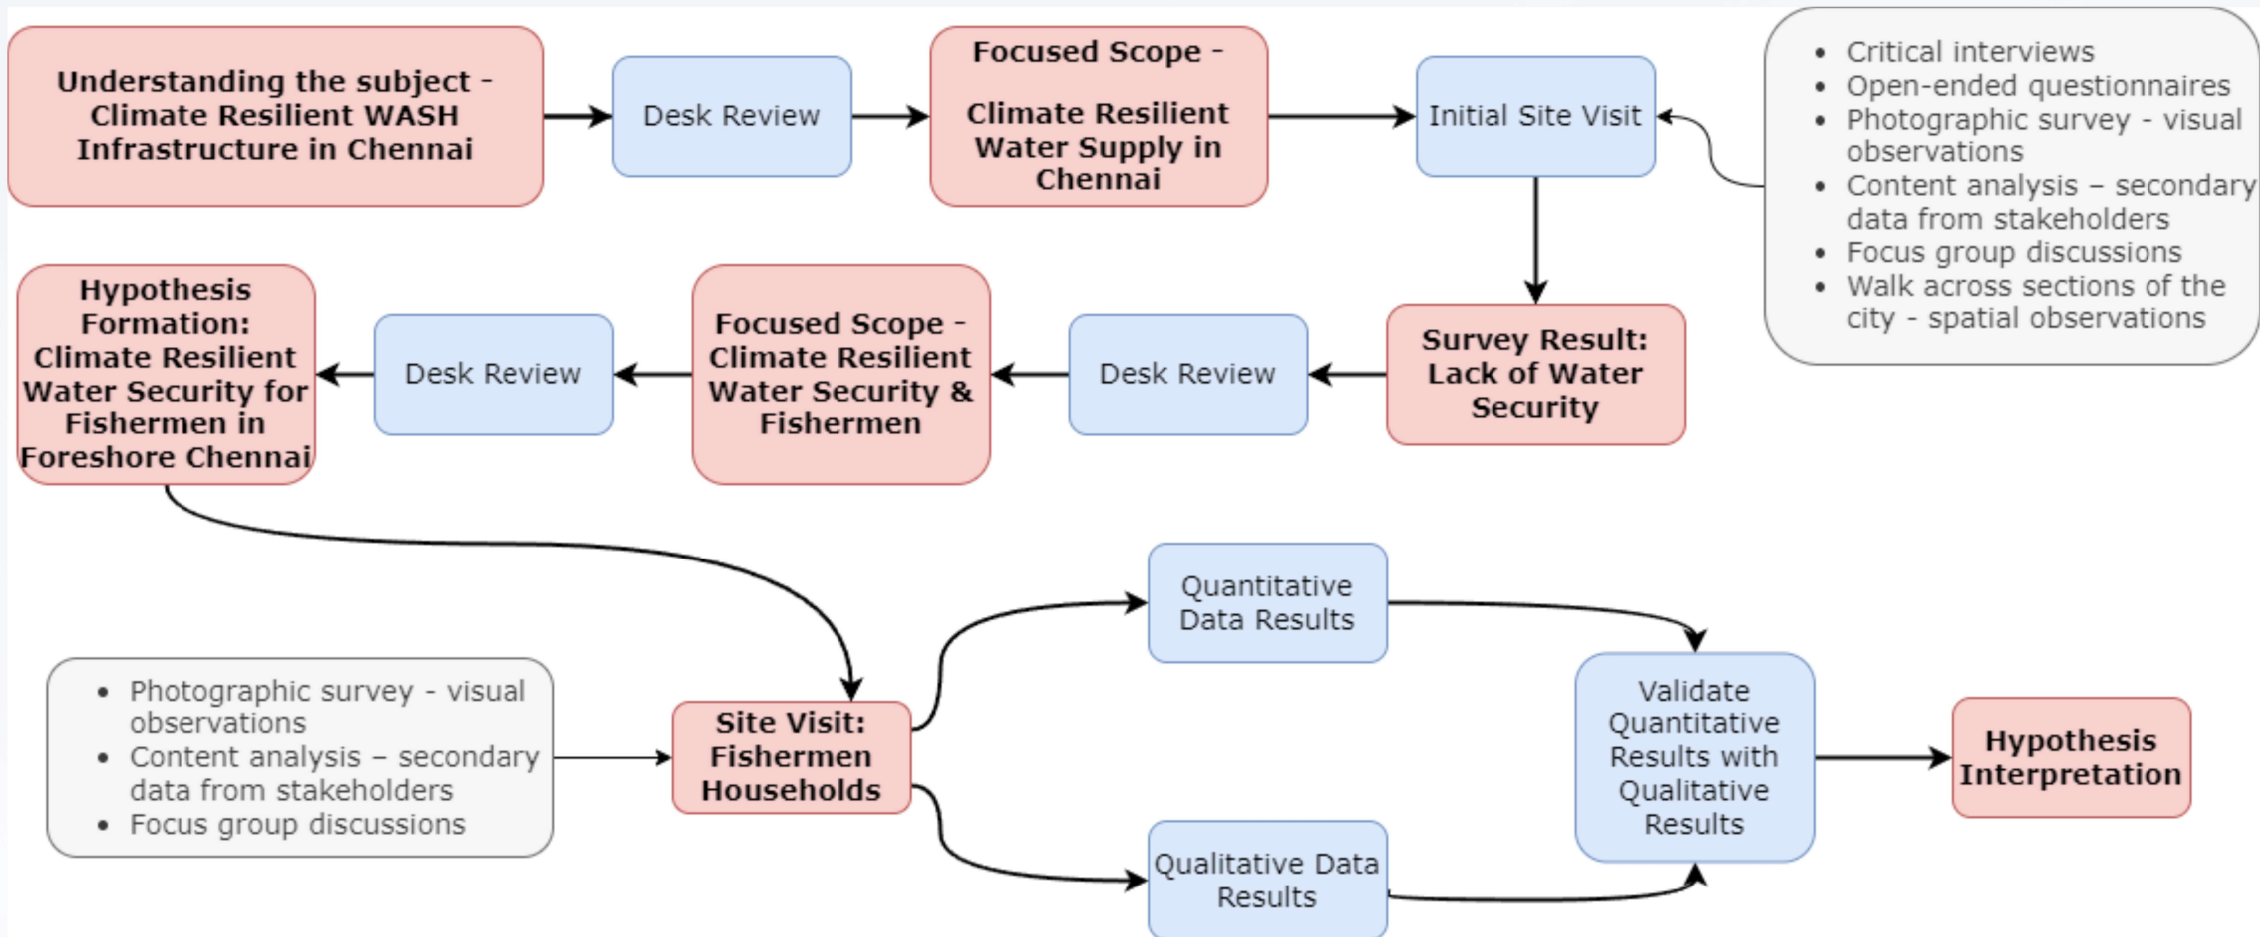 Understanding the subject -
Climate Resilient WASH
Infrastructure in Chennai
Desk Review
Focused Scope -
Climate Resilient
Water Supply in
Chennai
Initial Site Visit
• Critical interviews
• Open-ended questionnaires
• Photographic survey - visual
observations
• Content analysis – secondary
data from stakeholders
• Focus group discussions
• Walk across sections of the
city - spatial observations
Survey Result:
Lack of Water
Security
Desk Review
Focused Scope -
Climate Resilient
Water Security &
Fishermen
Desk Review
Hypothesis
Formation:
Climate Resilient
Water Security for
Fishermen in
Foreshore Chennai
• Photographic survey - visual
observations
• Content analysis – secondary
data from stakeholders
• Focus group discussions
Site Visit:
Fishermen
Households
Quantitative
Data Results
Qualitative Data
Results
Validate
Quantitative
Results with
Qualitative
Results
Hypothesis
Interpretation